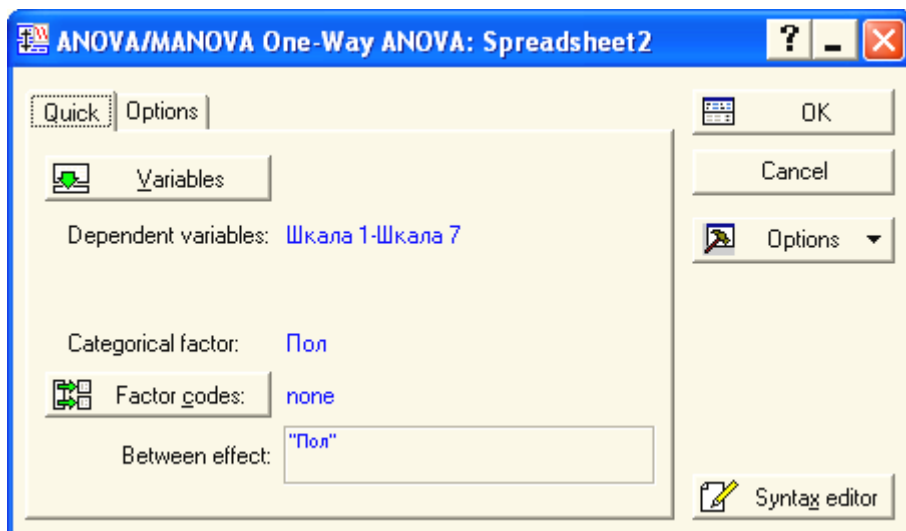 ANOVA/MANOVA One-Way ANOVA: Spreadsheet2
Quick Options
OK
Variables
Cancel
Dependent variables: Шкала 1-Шкала 7
Options
Categorical factor: Пол
Factor codes: none
Between effect: "Пол"
Syntax editor